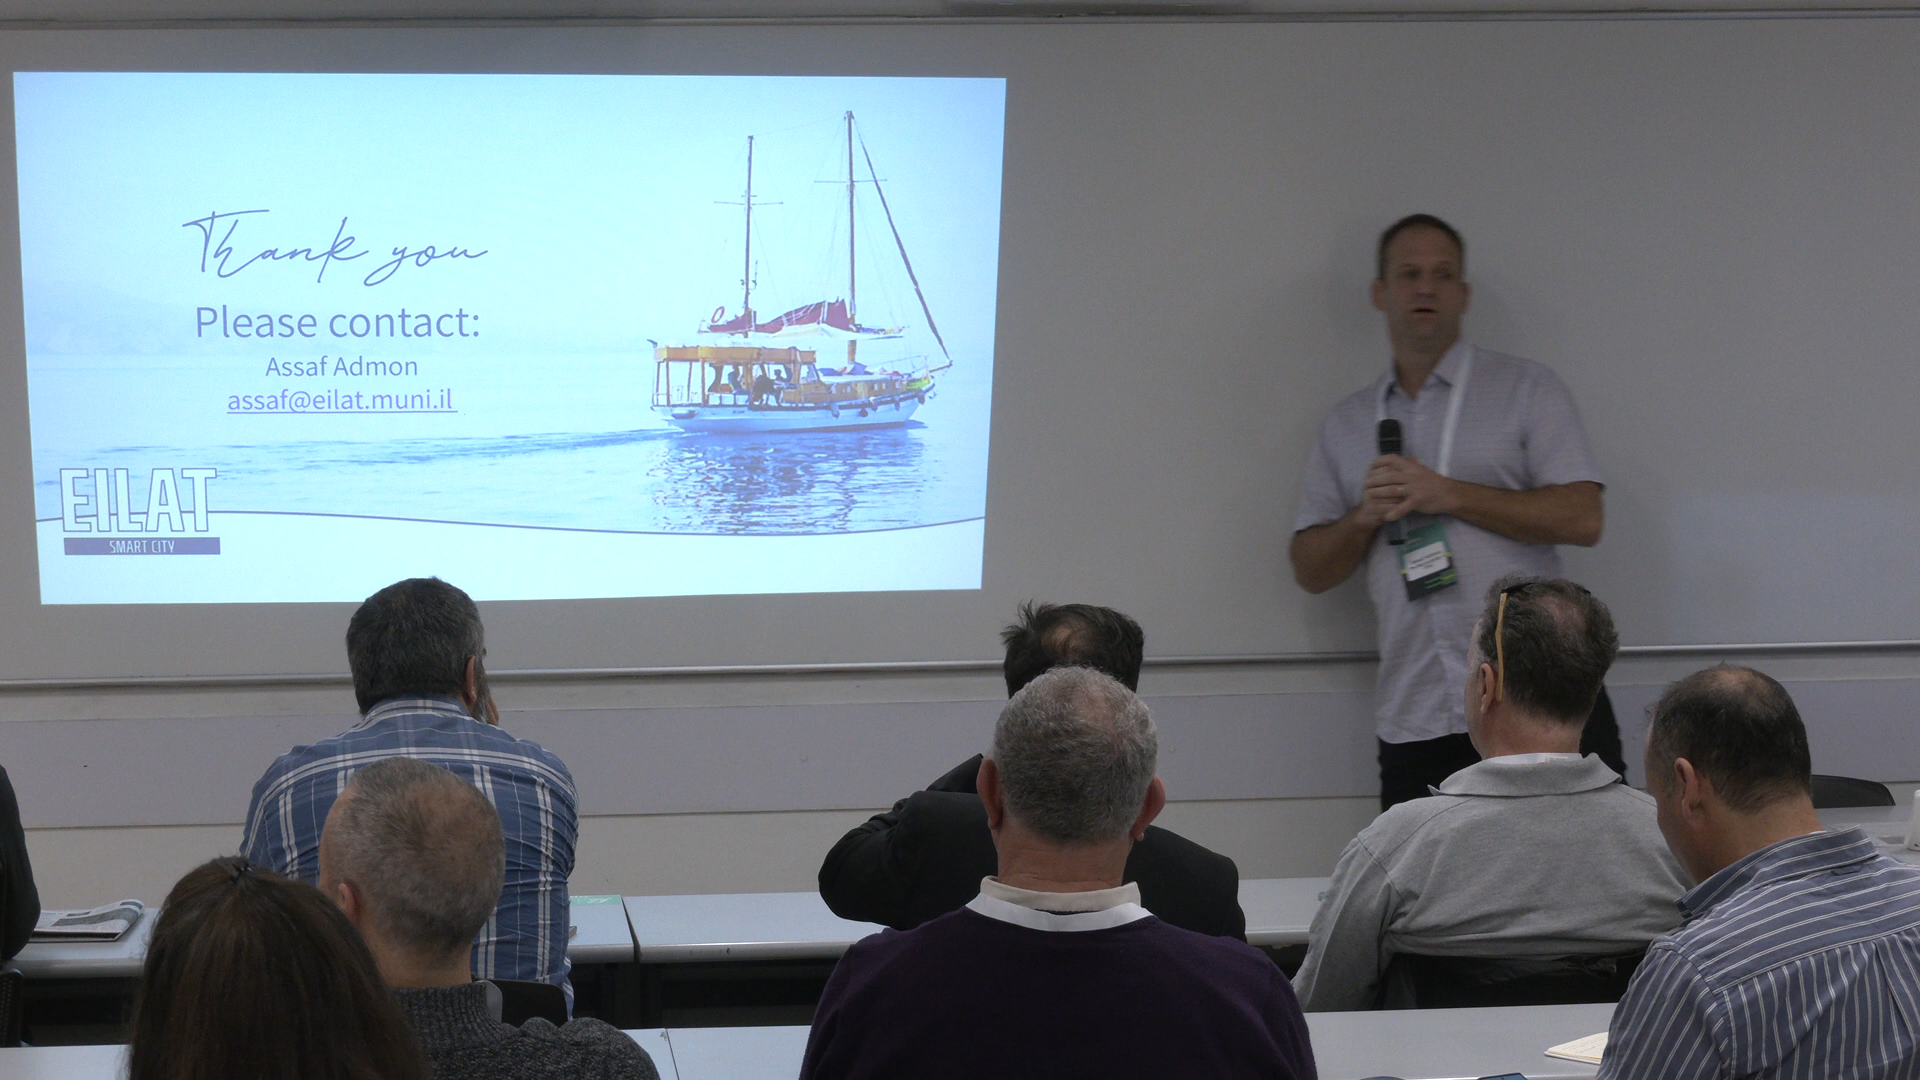 Thank you
Please contact:
Assaf Admon
assaf@eilat.muni.il
EILAT
SMART CITY